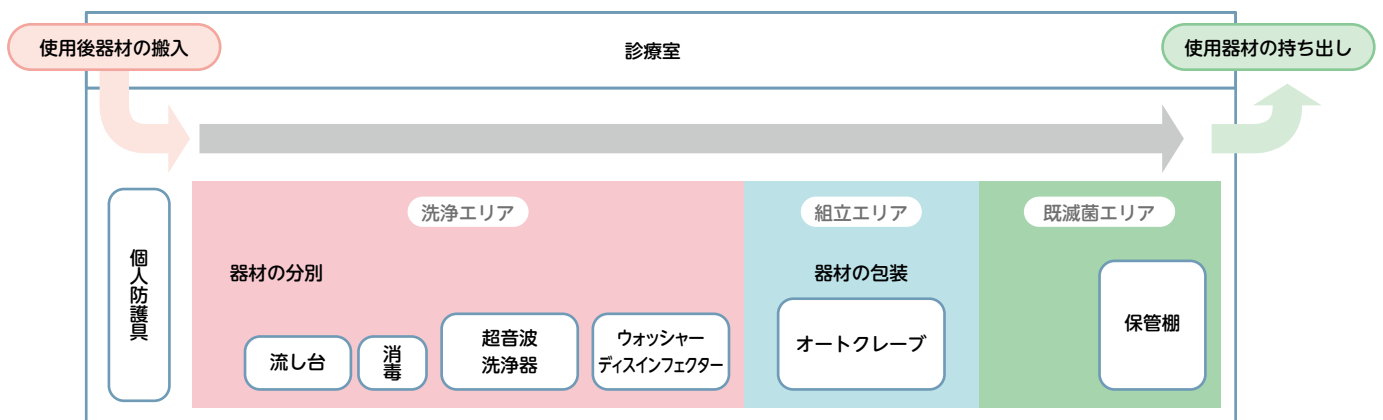 使用後器材の搬入
診療室
使用器材の持ち出し
個人防護具
洗浄エリア
器材の分別
流し台
消毒
超音波
洗浄器
ウォッシャー
ディスインフェクター
組立エリア
器材の包装
オートクレーブ
既滅菌エリア
保管棚